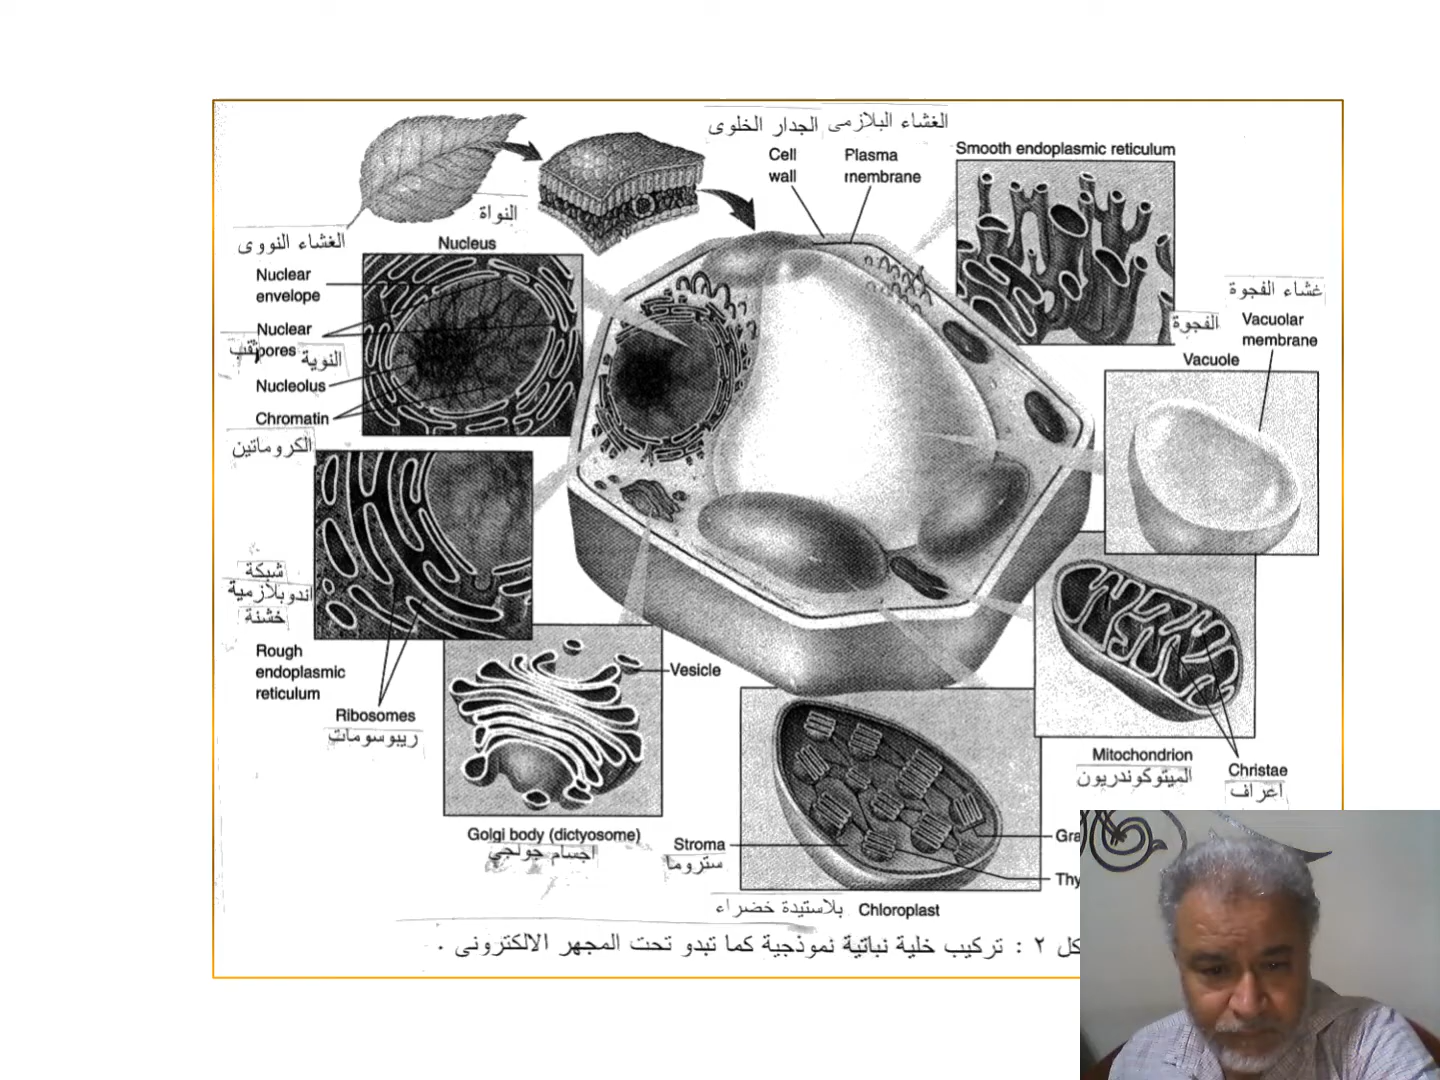 الجدار الخلوى
الغشاء البلازمى
Cell
wall
Plasma
membrane
Smooth endoplasmic reticulum
النواة
الغشاء النووى
Nucleus
Nuclear
envelope
Nuclear
pores
ثقب
النوية
Nucleolus
Chromatin
الكروماتين
غشاء الفجوة
الفجوة
Vacuolar
membrane
Vacuole
شبكة
اندوبلازمية
خشنة
Rough
endoplasmic
reticulum
Ribosomes
ريبوسومات
Vesicle
Golgi body (dictyosome)
اجسام جولجي
Mitochondrion
الميتوكوندريون
Christae
اعراف
Stroma
ستروما
Gra
Thy
بلاستيدة خضراء
Chloroplast
كل ٢ : تركيب خلية نباتية نموذجية كما تبدو تحت المجهر الالكترونى .